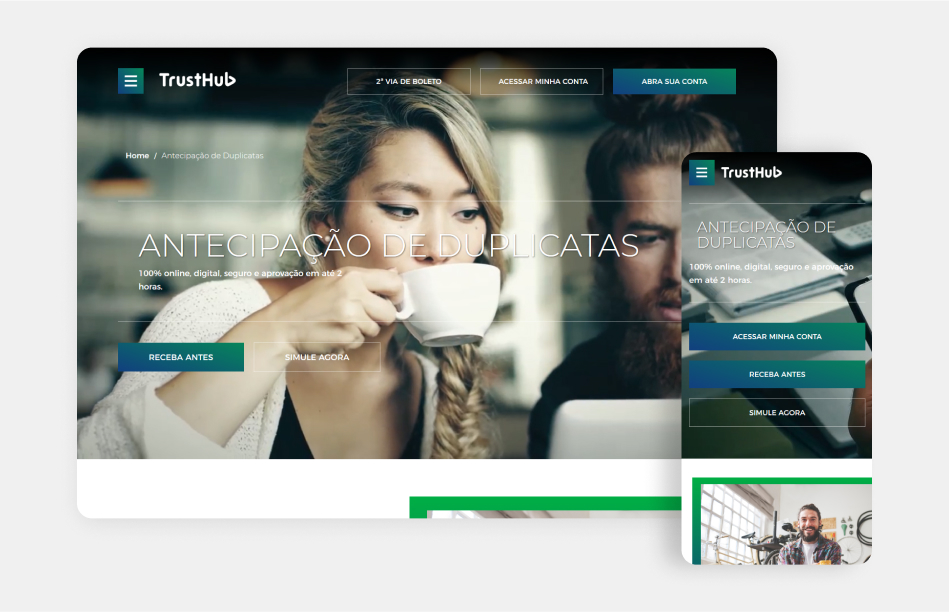 TrustHub
2ª VIA DE BOLETO
ACESSAR MINHA CONTA
ABRA SUA CONTA
Home / Antecipação de Duplicatas
ANTECIPAÇÃO DE DUPLICATAS
100% online, digital, seguro e aprovação em até 2
horas.
RECEBA ANTES
SIMULE AGORA
TrustHub
ANTECIPAÇÃO DE
DUPLICATAS
100% online, digital, seguro e aprovação
em até 2 horas.
ACESSAR MINHA CONTA
RECEBA ANTES
SIMULE AGORA